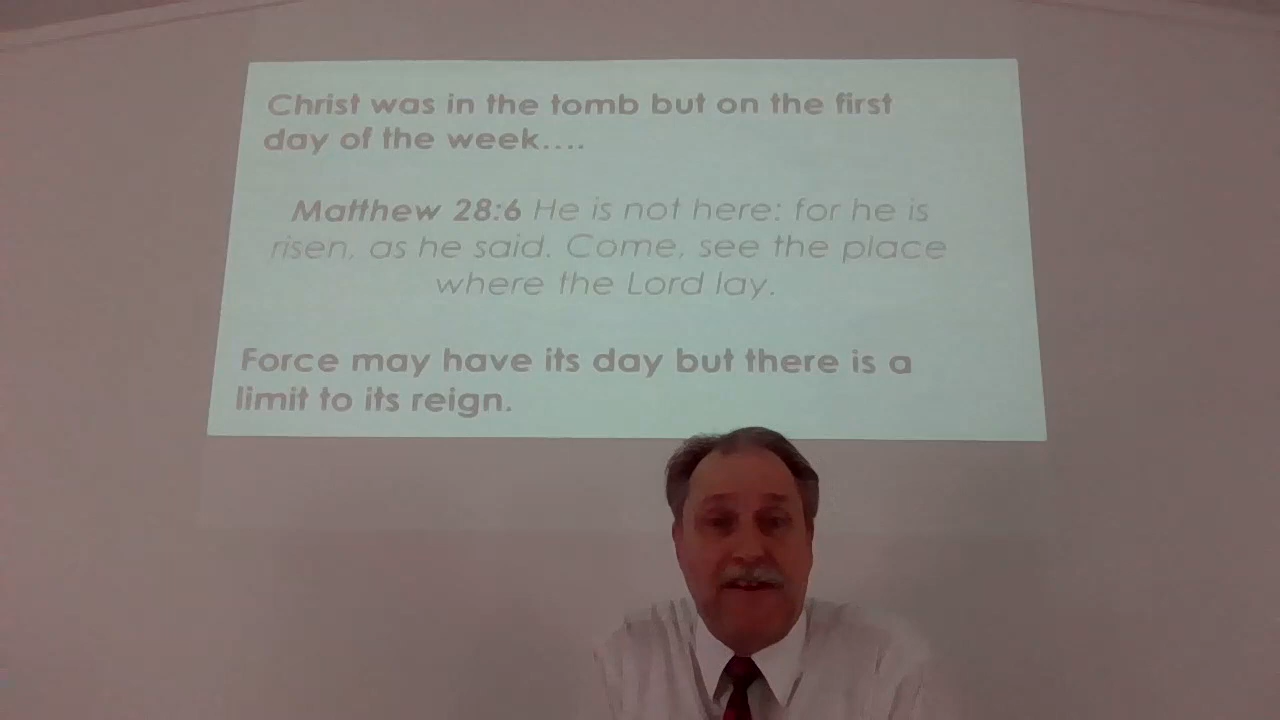 Christ was in the tomb but on the first
day of the week....
Matthew 28:6 He is not here: for he is
risen, as he said. Come, see the place
where the Lord lay.
Force may have its day but there is a
limit to its reign.